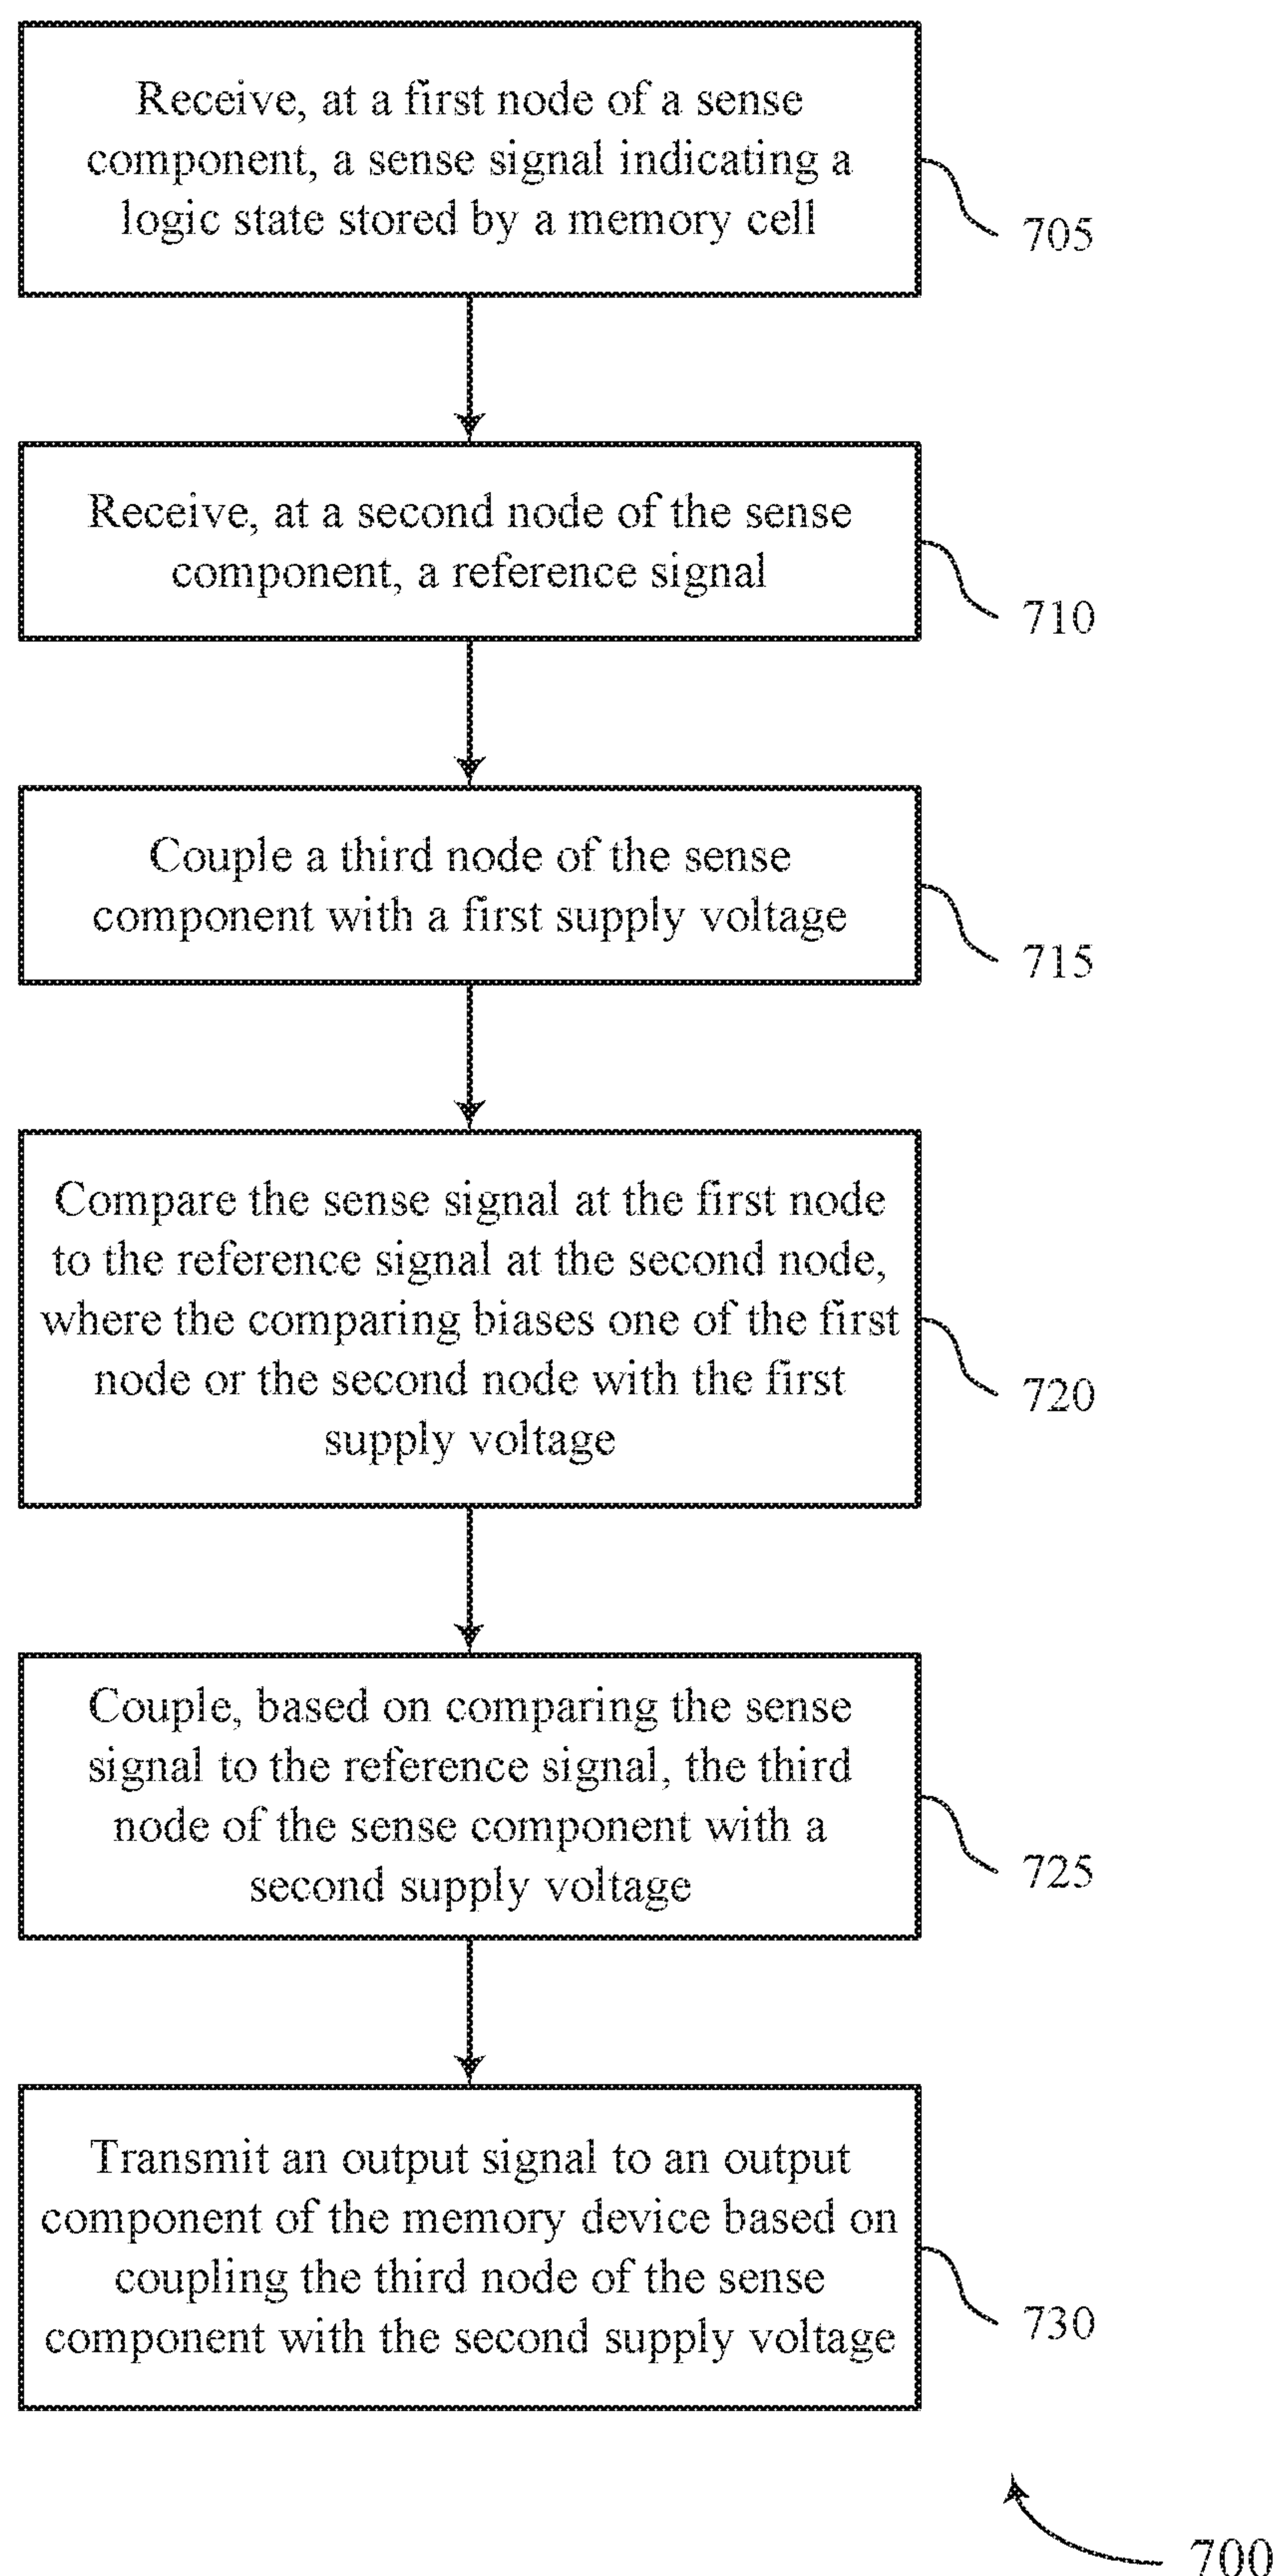 Receive, at a first node of a sense
component, a sense signal indicating a
logic state stored by a memory cell
705
Receive, at a second node of the sense
component, a reference signal
710
Couple a third node of the sense
component with a first supply voltage
715
Compare the sense signal at the first node
to the reference signal at the second node,
where the comparing biases one of the first
node or the second node with the first
supply voltage
720
Couple, based on comparing the sense
signal to the reference signal, the third
node of the sense component with a
second supply voltage
725
Transmit an output signal to an output
component of the memory device based on
coupling the third node of the sense
component with the second supply voltage
730
700